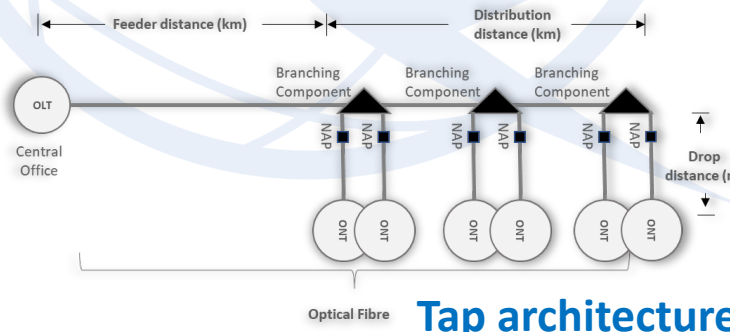 Feeder distance (km)
Distribution
distance (km)
Branching
Component
Branching
Component
Branching
Component
OLT
Central
Office
NAP
NAP
NAP
NAP
NAP
NAP
Drop
distance (m
ONT
ONT
ONT
ONT
ONT
ONT
Optical Fibre
Tap architecture